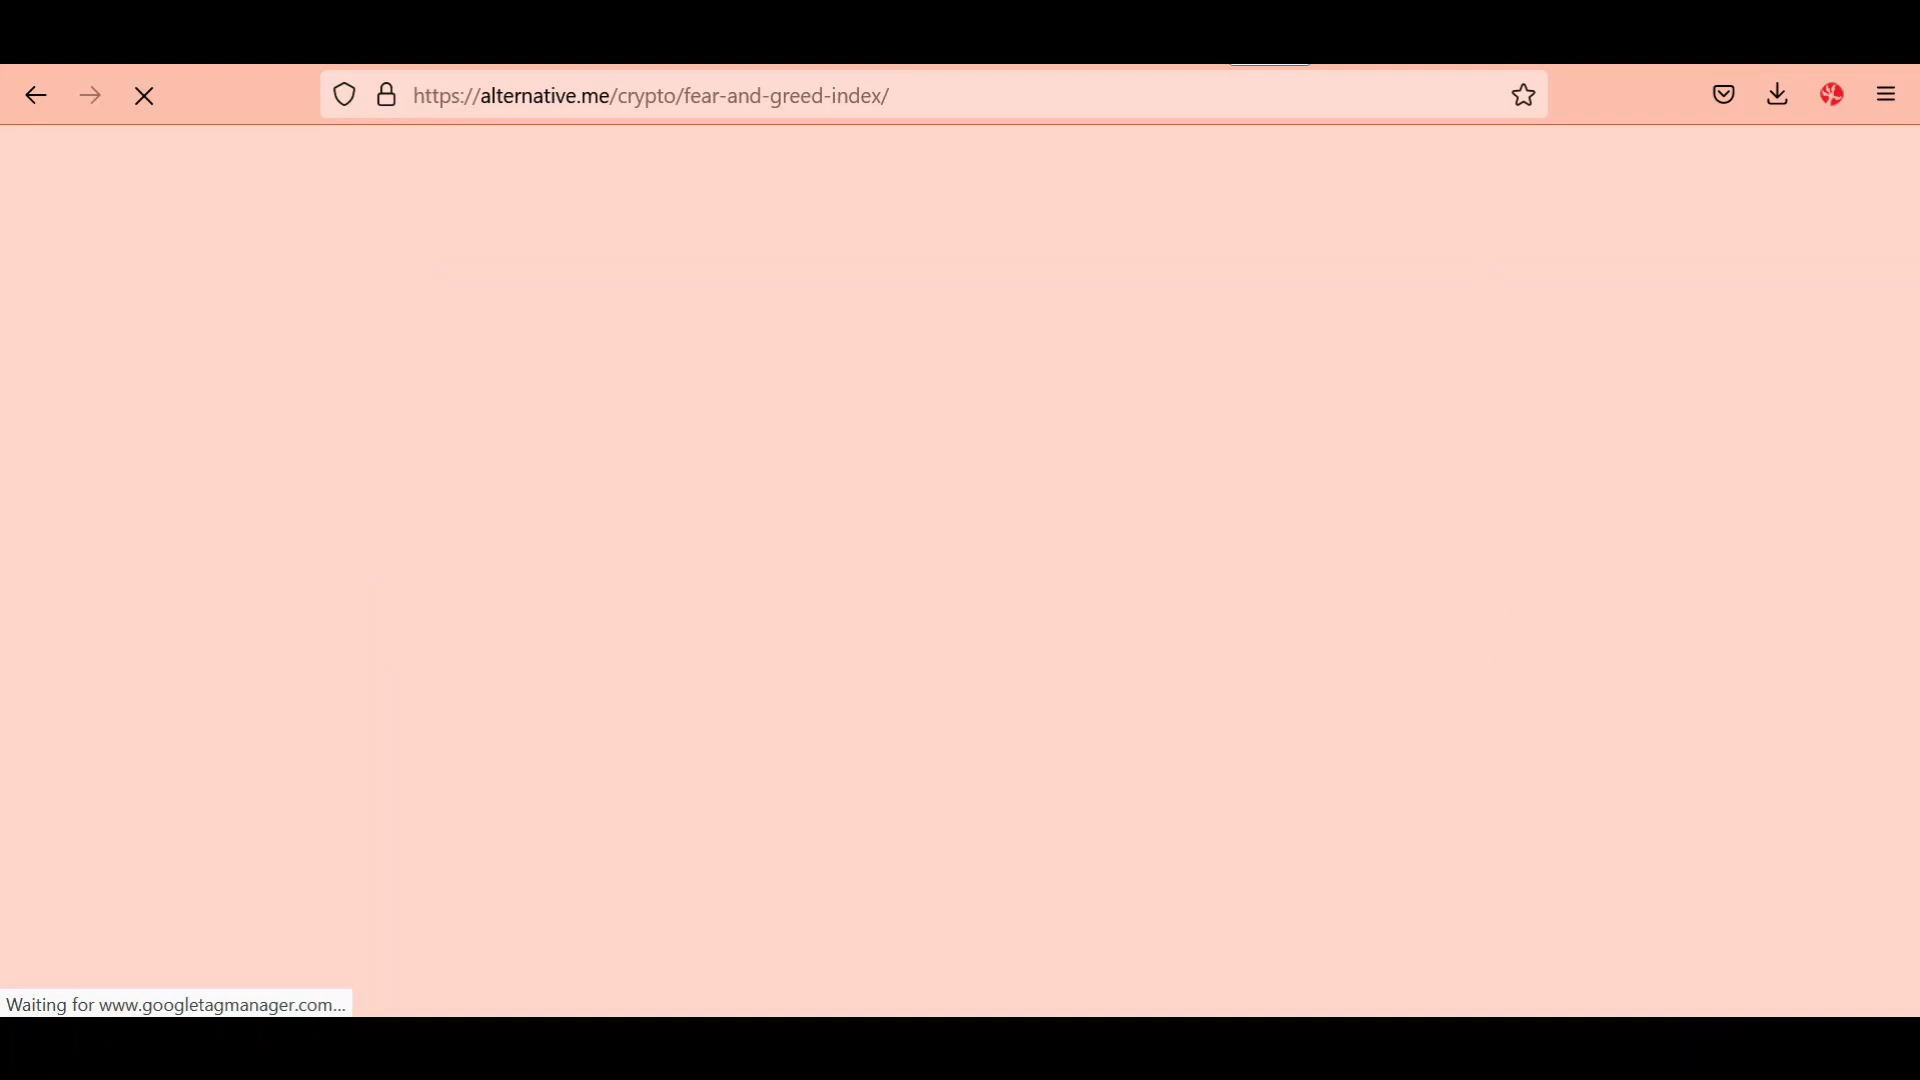 https://alternative.me/crypto/fear-and-greed-index/
Waiting for www.googletagmanager.com...